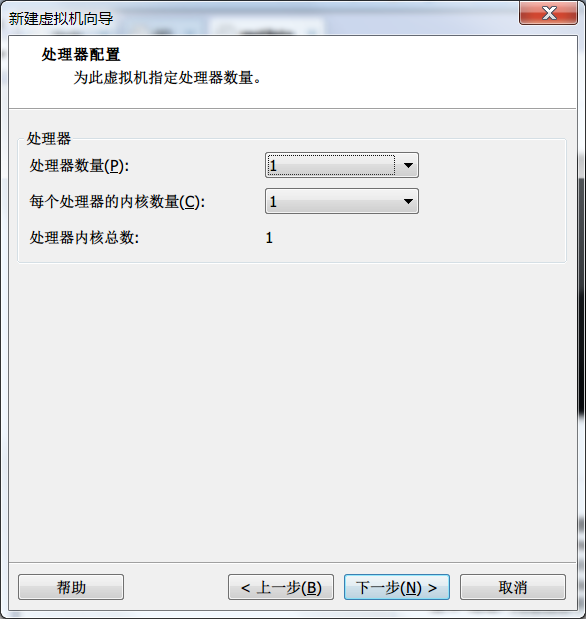 新建虚拟机向导
处理器配置
为此虚拟机指定处理器数量。
处理器
处理器数量(P): 1
每个处理器的内核数量(C): 1
处理器内核总数: 1
帮助 < 上一步(B) 下一步(N) > 取消